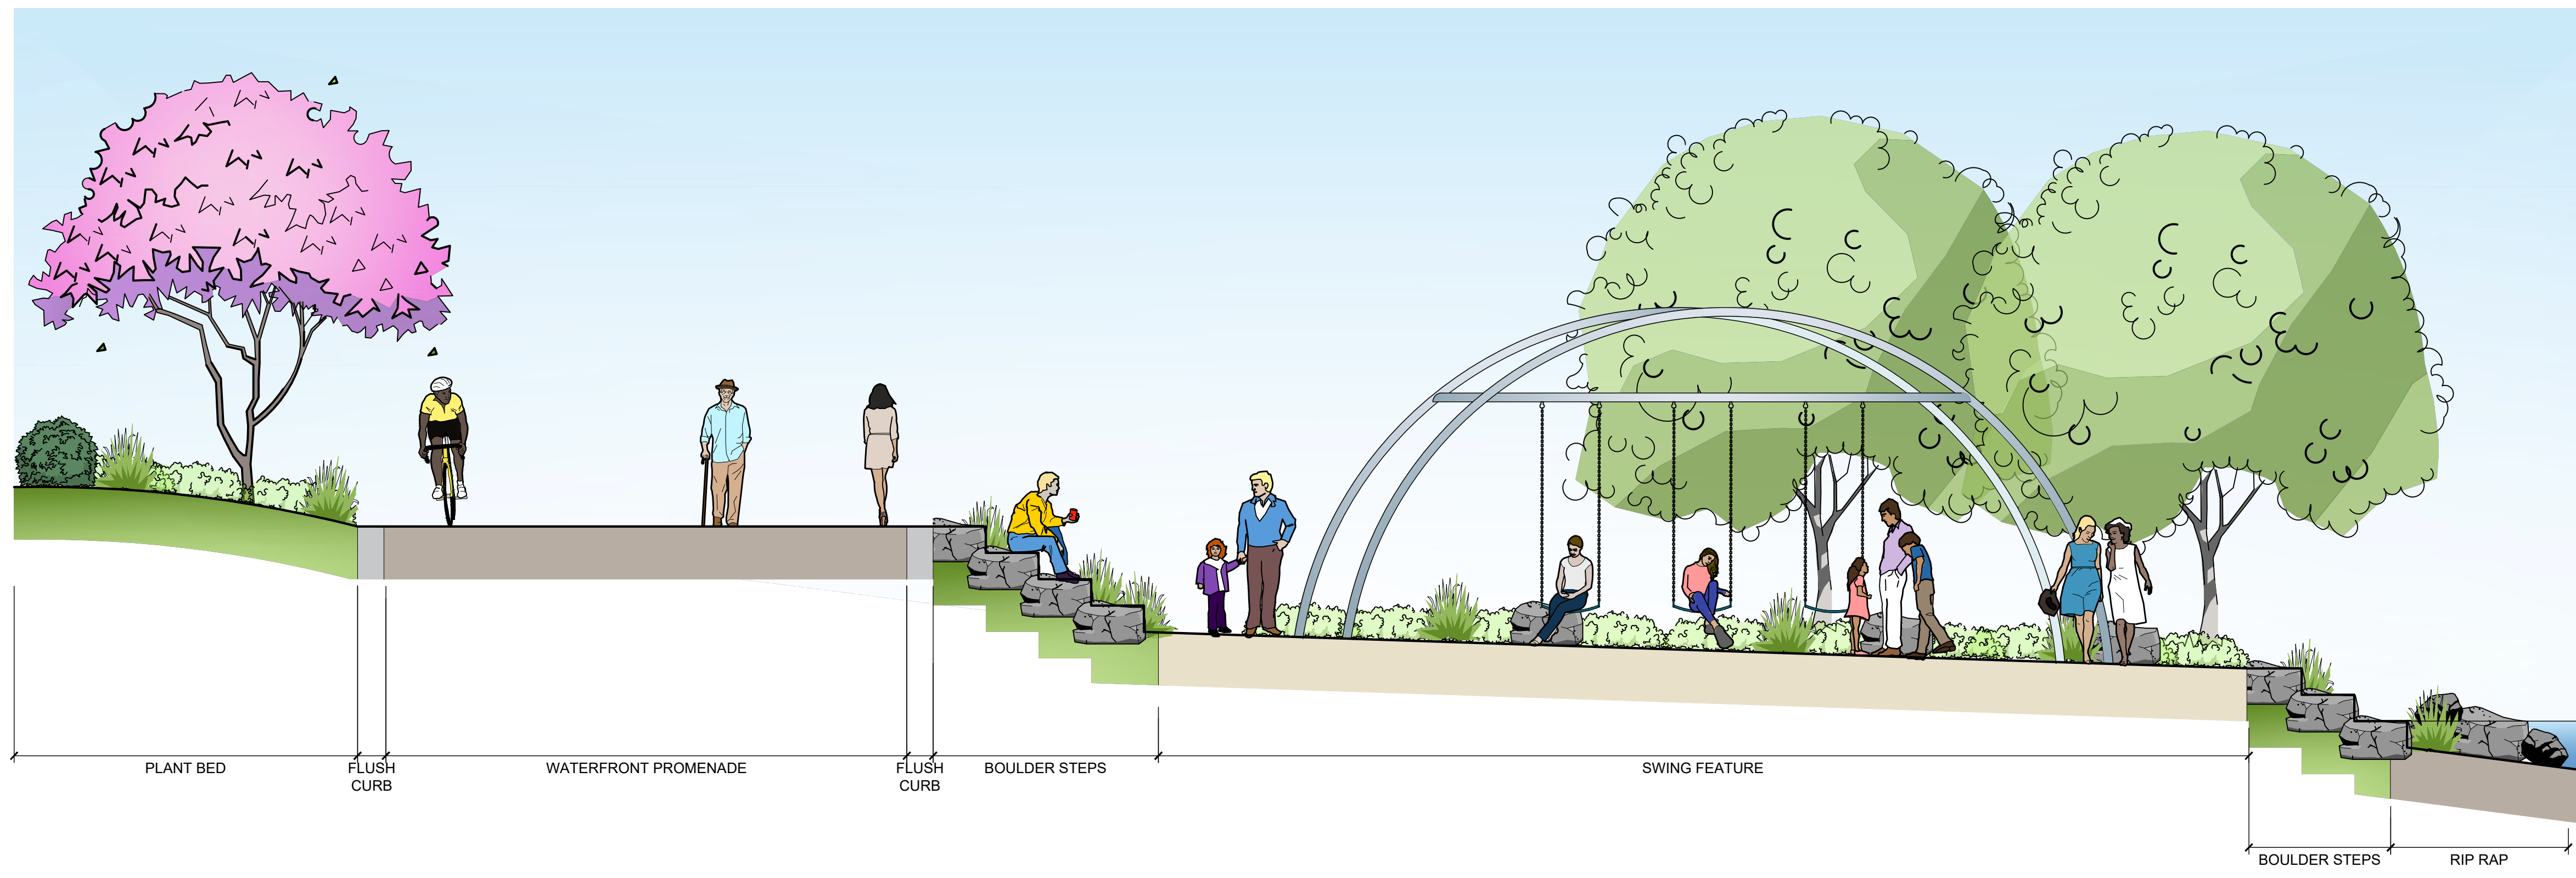 PLANT BED
FLUSH
CURB
WATERFRONT PROMENADE
FLUSH
CURB
BOULDER STEPS
SWING FEATURE
BOULDER STEPS
RIP RAP